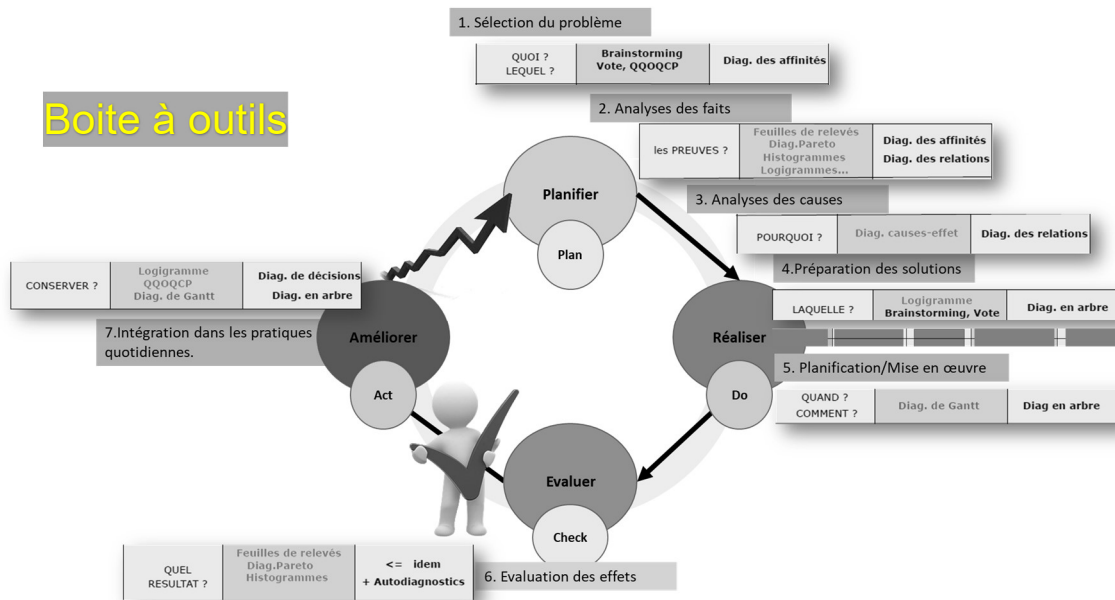 1. Sélection du problème
QUOI ?
LEQUEL ?
Brainstorming
Vote, QQOQCP
Diag. des affinités
Boite à outils
2. Analyses des faits
les PREUVES ?
Feuilles de relevés
Diag.Pareto
Histogrammes
Logigrammes...
Diag. des affinités
Diag. des relations
Planifier
Plan
3. Analyses des causes
POURQUOI ?
Diag. causes-effet
Diag. des relations
4.Préparation des solutions
LAQUELLE ?
Logigramme
Brainstorming, Vote
Diag. en arbre
Réaliser
Do
5. Planification/Mise en œuvre
QUAND ?
COMMENT ?
Diag. de Gantt
Diag en arbre
CONSERVER ?
Logigramme
QQOQCP
Diag. de Gantt
Diag. de décisions
Diag. en arbre
7.Intégration dans les pratiques
quotidiennes.
Améliorer
Act
Evaluer
Check
QUEL
RESULTAT ?
Feuilles de relevés
Diag.Pareto
Histogrammes
<= idem
+ Autodiagnostics
6. Evaluation des effets